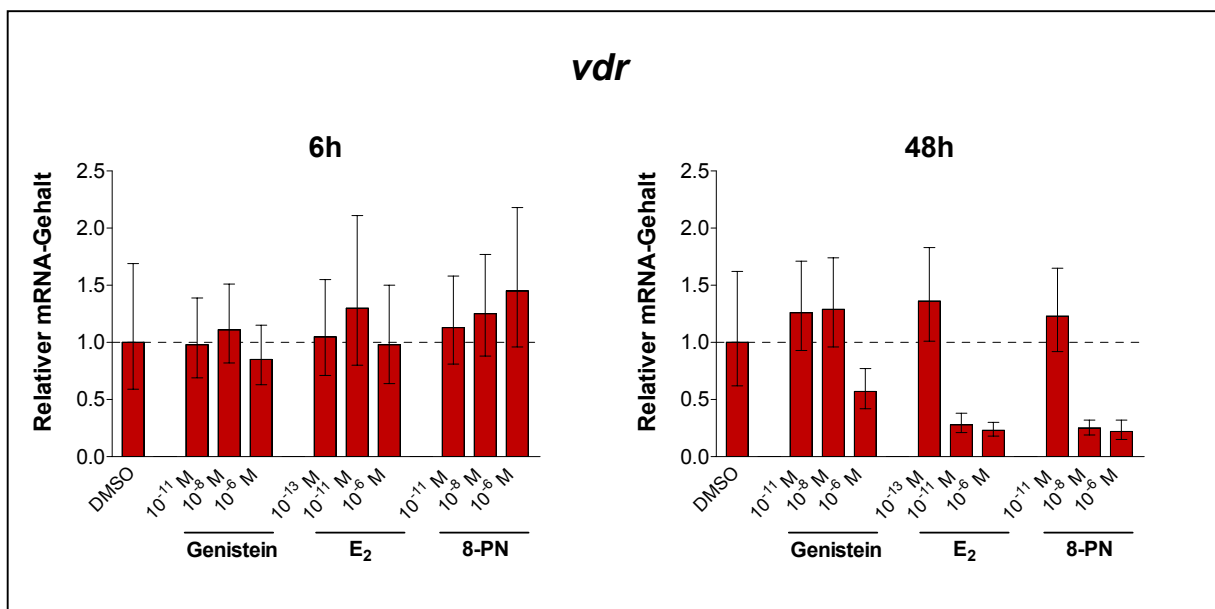 vdr
6h
Relativer mRNA-Gehalt
2.5
2.0
1.5
1.0
0.5
0.0
DMSO
10⁻¹¹ M
10⁻⁸ M
10⁻⁶ M
10⁻¹³ M
10⁻¹¹ M
10⁻⁶ M
10⁻¹¹ M
10⁻⁸ M
10⁻⁶ M
Genistein
E₂
8-PN
48h
Relativer mRNA-Gehalt
2.5
2.0
1.5
1.0
0.5
0.0
DMSO
10⁻¹¹ M
10⁻⁸ M
10⁻⁶ M
10⁻¹³ M
10⁻¹¹ M
10⁻⁶ M
10⁻¹¹ M
10⁻⁸ M
10⁻⁶ M
Genistein
E₂
8-PN